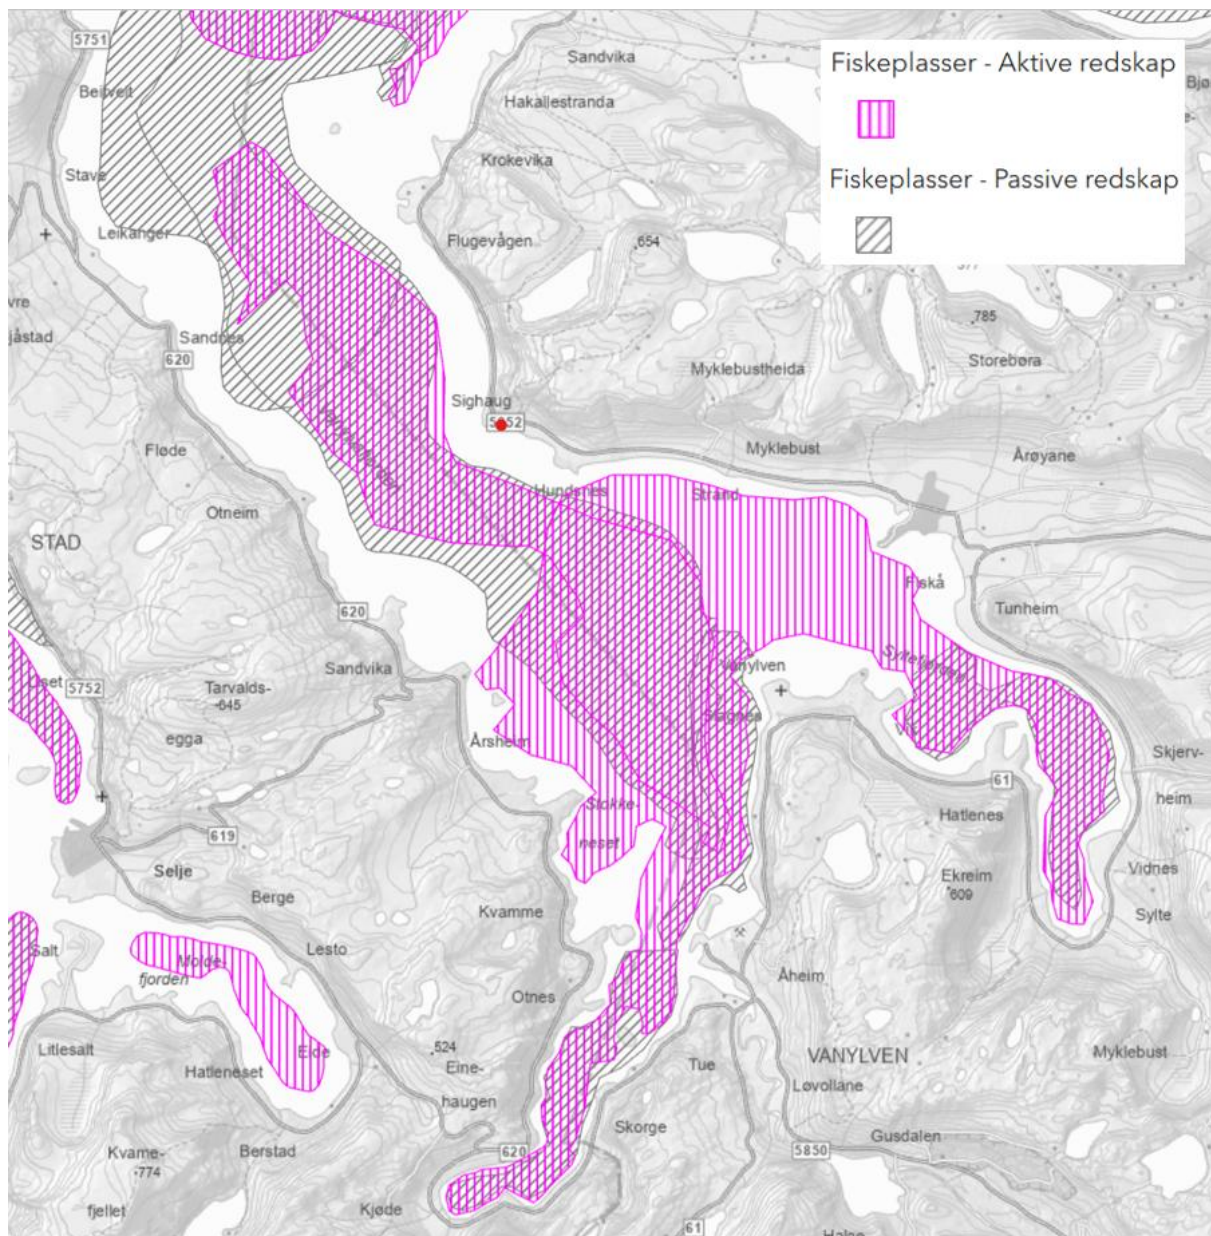 5751
Sandvika
Fiskeplasser - Aktive redskap
Hakallestranda
Krokevika
Stave
Fiskeplasser - Passive redskap
Leikanger
Flugevågen
654
vre
jåstad
Sandnes
785
620
Storebøra
Myklebustheida
Sighaug
Myklebust
Årøyane
Fløde
Hundsnes
Strand
Otneim
STAD
Fiskå
Tunheim
620
Vanylven
Syltefjorden
Sandvika
5752
Tarvalds-
645
egga
Slagnes
Årsheim
Skjerv-
heim
61
Hatlenes
Stokke-
neset
619
Selje
Ekreim
609
Vidnes
Berge
Sylte
Kvamme
Salt
Lesto
Molde-
fjorden
Åheim
Otnes
524
Litlesalt
Eide
Hatleneset
Eine-
haugen
Tue
VANYLVEN
Myklebust
Løvollane
Skorge
Gusdalen
Kvame-
774
fjellet
Berstad
620
5850
Kjøde
61